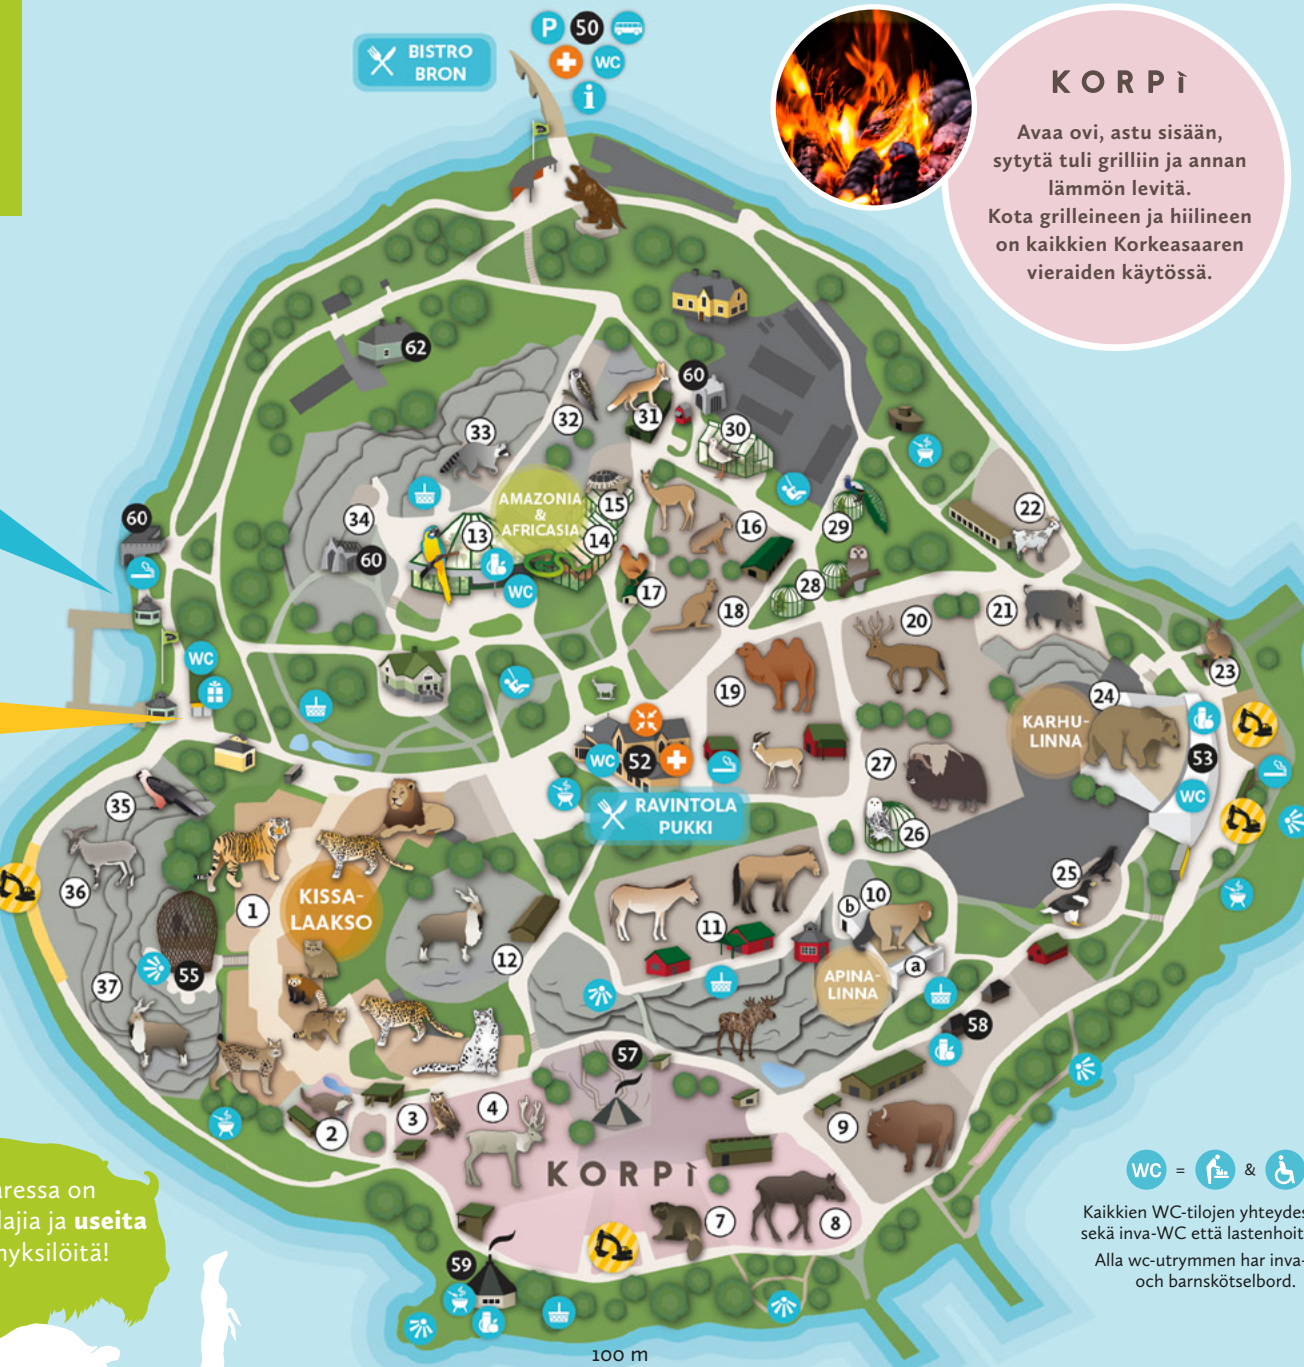 BISTRO
BRON
P 50
WC
i
KORPI
Avaa ovi, astu sisään,
sytytä tuli grilliin ja annan
lämmön levitä.
Kota grilleineen ja hiilineen
on kaikkien Korkeasaaren
vieraiden käytössä.
62
60
31
32
30
33
AMAZONIA
&
AFRICASIA
15
14
13
16
29
22
60
34
60
WC
17
18
28
20
21
23
WC
19
24
KARHU-
LINNA
53
WC
WC 52
27
RAVINTOLA
PUKKI
26
35
36
1
KISSA-
LAAKSO
12
11
b
10
a
25
APINA-
LINNA
55
37
58
57
2
3
4
9
KORPI
7
8
59
aressa on
lajia ja useita
nyksilöitä!
WC = &
Kaikkien WC-tilojen yhteydes
sekä inva-WC että lastenhoit
Alla wc-utrymmen har inva-
och barnskötselbord.
100 m